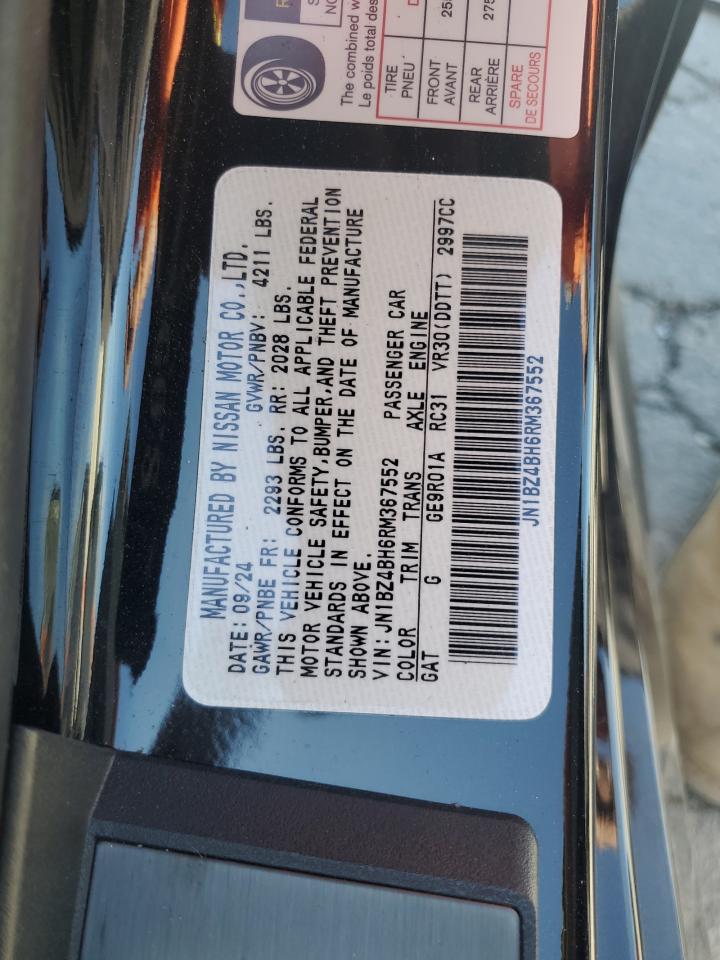 The combined w
Le poids total des
TIRE
PNEU
FRONT
AVANT
REAR
ARRIÈRE
SPARE
DE SECOURS
MANUFACTURED BY NISSAN MOTOR CO.,LTD.
DATE: 09/24 GVWR/PNBV: 4211 LBS.
GAWR/PNBE FR: 2293 LBS. RR: 2028 LBS.
THIS VEHICLE CONFORMS TO ALL APPLICABLE FEDERAL
MOTOR VEHICLE SAFETY,BUMPER,AND THEFT PREVENTION
STANDARDS IN EFFECT ON THE DATE OF MANUFACTURE
SHOWN ABOVE.
VIN: JN1BZ4BH6RM367552 PASSENGER CAR
COLOR TRIM TRANS AXLE ENGINE
GAT G GE9R01A RC31 VR30(DDTT) 2997CC
JN1BZ4BH6RM367552